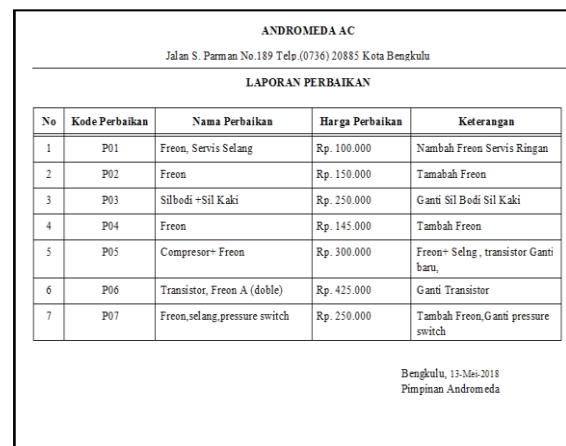 ANDROMEDA AC
Jalan S. Parman No.189 Telp.(0736) 20885 Kota Bengkulu
LAPORAN PERBAIKAN
No Kode Perbaikan Nama Perbaikan Harga Perbaikan Keterangan
1 P01 Freon, Servis Selang Rp. 100.000 Nambah Freon Servis Ringan
2 P02 Freon Rp. 150.000 Tamabah Freon
3 P03 Silbodi +Sil Kaki Rp. 250.000 Ganti Sil Bodi Sil Kaki
4 P04 Freon Rp. 145.000 Tambah Freon
5 P05 Compresor+ Freon Rp. 300.000 Freon+ Selng , transistor Ganti
baru,
6 P06 Transistor, Freon A (doble) Rp. 425.000 Ganti Transistor
7 P07 Freon,selang,pressure switch Rp. 250.000 Tambah Freon,Ganti pressure
switch
Bengkulu, 13-Mei-2018
Pimpinan Andromeda